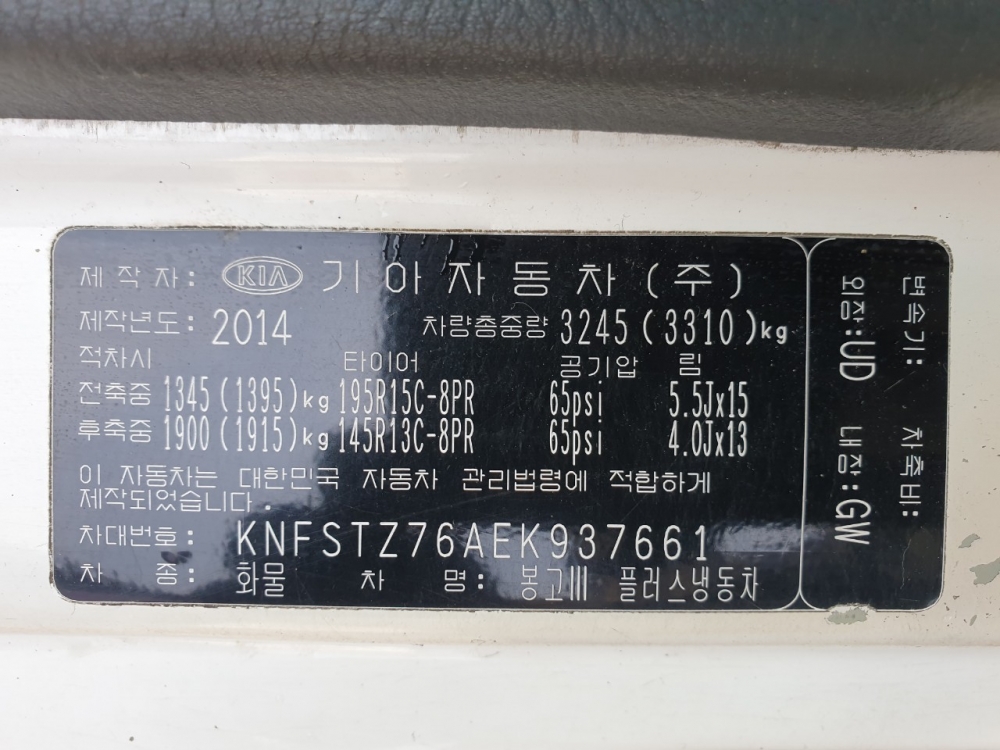 제 작 자 : KIA 기 아 자 동 차 ( 주 )
제작년도 : 2014 차량총중량 3245 ( 3310 ) kg
적차시 타이어 공기압 림
전축중 1345 ( 1395 ) kg 195R15C-8PR 65psi 5.5Jx15
후축중 1900 ( 1915 ) kg 145R13C-8PR 65psi 4.0Jx13
이 자동차는 대한민국 자동차 관리법령에 적합하게
제작되었습니다.
차대번호 : KNFSTZ76AEK937661
차 종 : 화물 차 명 : 봉고Ⅲ 플러스냉동차
변속기 : 차축비 :
외장:UD 내장:GW